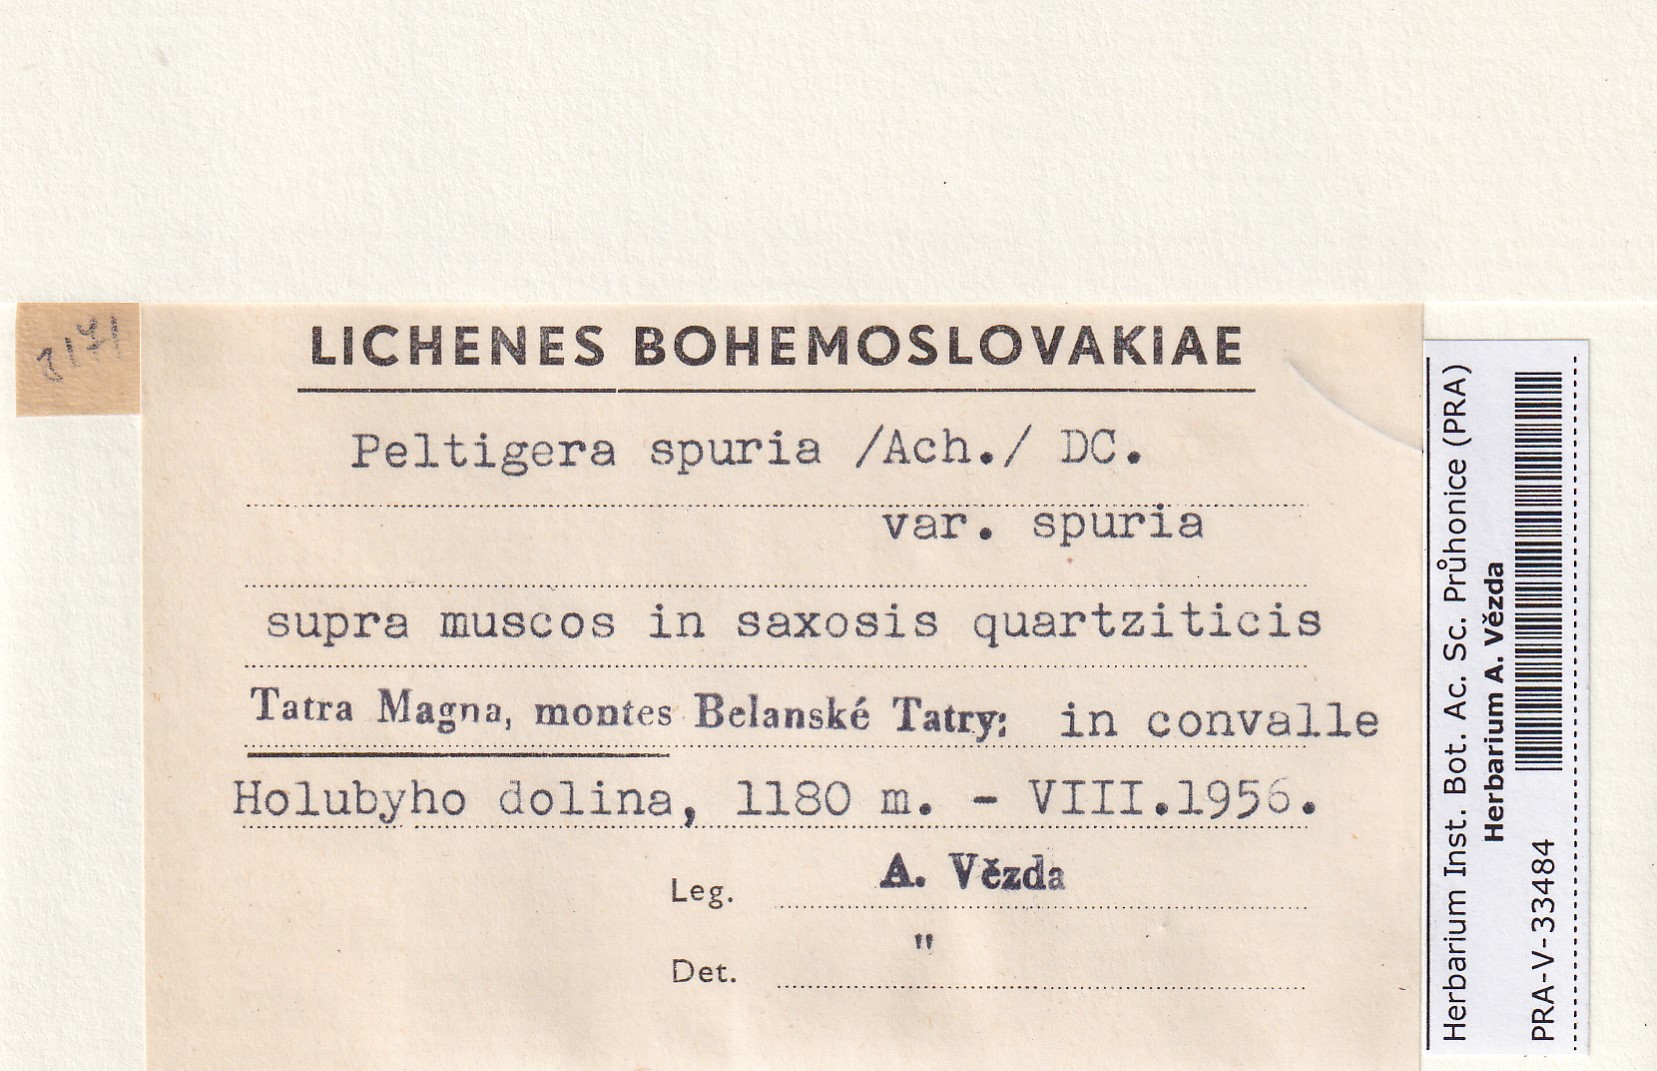 LICHENES BOHEMOSLOVAKIAE
Peltigera spuria /Ach./ DC.
var. spuria
supra muscos in saxosis quartziticis
Tatra Magna, montes Belanské Tatry: in convalle
Holubyho dolina, 1180 m. - VIII.1956.
Leg. A. Vězda
Det. "
Herbarium Inst. Bot. Ac. Sc. Průhonice (PRA)
Herbarium A. Vězda
PRA-V-33484